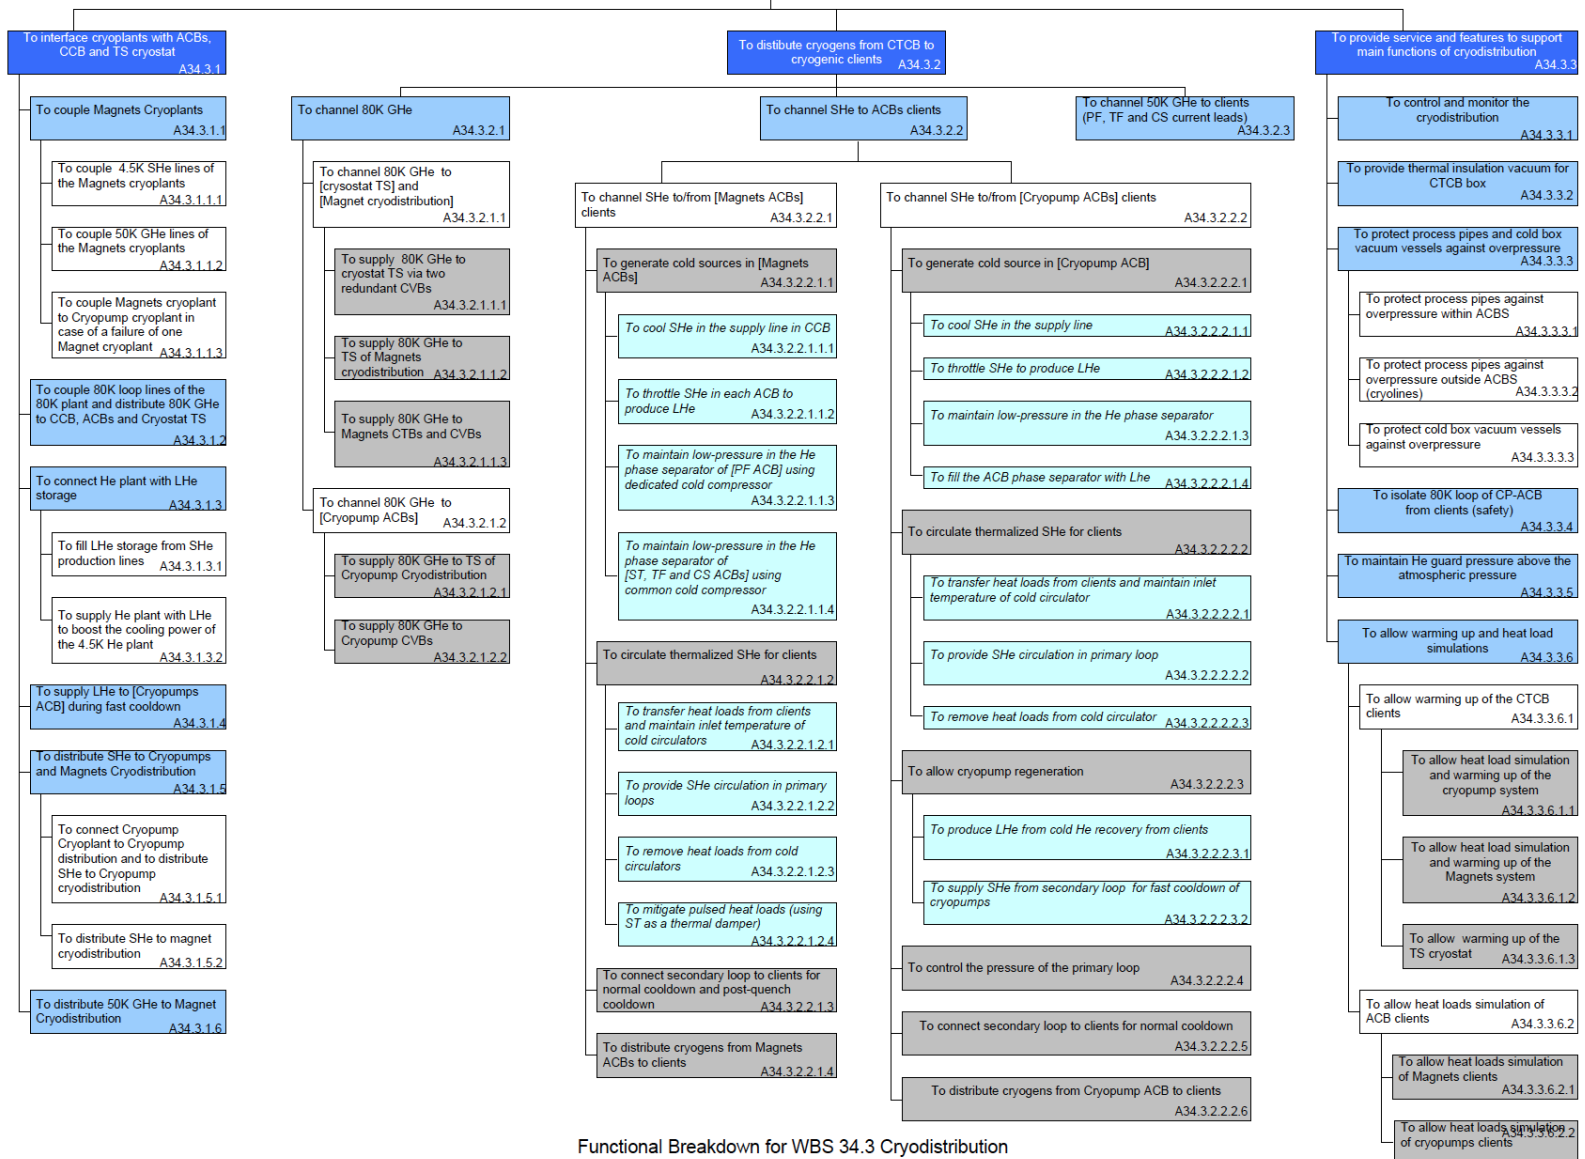 To interface cryoplants with ACBs,
CCB and TS cryostat
A34.3.1
To couple Magnets Cryoplants
A34.3.1.1
To couple 4.5K SHe lines of
the Magnets cryoplants
A34.3.1.1.1
To couple 50K GHe lines of
the Magnets cryoplants
A34.3.1.1.2
To couple Magnets cryoplant
to Cryopump cryoplant in
case of a failure of one
Magnet cryoplant
A34.3.1.1.3
To couple 80K loop lines of the
80K plant and distribute 80K GHe
to CCB, ACBs and Cryostat TS
A34.3.1.2
To connect He plant with LHe
storage
A34.3.1.3
To fill LHe storage from SHe
production lines
A34.3.1.3.1
To supply He plant with LHe
to boost the cooling power of
the 4.5K He plant
A34.3.1.3.2
To supply LHe to [Cryopumps
ACB] during fast cooldown
A34.3.1.4
To distribute SHe to Cryopumps
and Magnets Cryodistribution
A34.3.1.5
To connect Cryopump
Cryoplant to Cryopump
distribution and to distribute
SHe to Cryopump
cryodistribution
A34.3.1.5.1
To distribute SHe to magnet
cryodistribution
A34.3.1.5.2
To distribute 50K GHe to Magnet
Cryodistribution
A34.3.1.6
To distibute cryogens from CTCB to
cryogenic clients
A34.3.2
To channel 80K GHe
A34.3.2.1
To channel 80K GHe to
[crysostat TS] and
[Magnet cryodistribution]
A34.3.2.1.1
To supply 80K GHe to
cryostat TS via two
redundant CVBs
A34.3.2.1.1.1
To supply 80K GHe to
TS of Magnets
cryodistribution
A34.3.2.1.1.2
To supply 80K GHe to
Magnets CTBs and CVBs
A34.3.2.1.1.3
To channel 80K GHe to
[Cryopump ACBs]
A34.3.2.1.2
To supply 80K GHe to TS of
Cryopump Cryodistribution
A34.3.2.1.2.1
To supply 80K GHe to
Cryopump CVBs
A34.3.2.1.2.2
To channel SHe to ACBs clients
A34.3.2.2
To channel SHe to/from [Magnets ACBs]
clients
A34.3.2.2.1
To generate cold sources in [Magnets
ACBs]
A34.3.2.2.1.1
To cool SHe in the supply line in CCB
A34.3.2.2.1.1.1
To throttle SHe in each ACB to
produce LHe
A34.3.2.2.1.1.2
To maintain low-pressure in the He
phase separator of [PF ACB] using
dedicated cold compressor
A34.3.2.2.1.1.3
To maintain low-pressure in the He
phase separator of
[ST, TF and CS ACBs] using
common cold compressor
A34.3.2.2.1.1.4
To circulate thermalized SHe for clients
A34.3.2.2.1.2
To transfer heat loads from clients
and maintain inlet temperature of
cold circulators
A34.3.2.2.1.2.1
To provide SHe circulation in primary
loops
A34.3.2.2.1.2.2
To remove heat loads from cold
circulators
A34.3.2.2.1.2.3
To mitigate pulsed heat loads (using
ST as a thermal damper)
A34.3.2.2.1.2.4
To connect secondary loop to clients for
normal cooldown and post-quench
cooldown
A34.3.2.2.1.3
To distribute cryogens from Magnets
ACBs to clients
A34.3.2.2.1.4
To channel SHe to/from [Cryopump ACBs] clients
A34.3.2.2.2
To generate cold source in [Cryopump ACB]
A34.3.2.2.2.1
To cool SHe in the supply line
A34.3.2.2.2.1.1
To throttle SHe to produce LHe
A34.3.2.2.2.1.2
To maintain low-pressure in the He phase separator
A34.3.2.2.2.1.3
To fill the ACB phase separator with Lhe
A34.3.2.2.2.1.4
To circulate thermalized SHe for clients
A34.3.2.2.2.2
To transfer heat loads from clients and maintain inlet
temperature of cold circulator
A34.3.2.2.2.2.1
To provide SHe circulation in primary loop
A34.3.2.2.2.2.2
To remove heat loads from cold circulator
A34.3.2.2.2.2.3
To allow cryopump regeneration
A34.3.2.2.2.3
To produce LHe from cold He recovery from clients
A34.3.2.2.2.3.1
To supply SHe from secondary loop for fast cooldown of
cryopumps
A34.3.2.2.2.3.2
To control the pressure of the primary loop
A34.3.2.2.2.4
To connect secondary loop to clients for normal cooldown
A34.3.2.2.2.5
To distribute cryogens from Cryopump ACB to clients
A34.3.2.2.2.6
To channel 50K GHe to clients
(PF, TF and CS current leads)
A34.3.2.3
To provide service and features to support
main functions of cryodistribution
A34.3.3
To control and monitor the
cryodistribution
A34.3.3.1
To provide thermal insulation vacuum for
CTCB box
A34.3.3.2
To protect process pipes and cold box
vacuum vessels against overpressure
A34.3.3.3
To protect process pipes against
overpressure within ACBS
A34.3.3.3.1
To protect process pipes against
overpressure outside ACBS
(cryolines)
A34.3.3.3.2
To protect cold box vacuum vessels
against overpressure
A34.3.3.3.3
To isolate 80K loop of CP-ACB
from clients (safety)
A34.3.3.4
To maintain He guard pressure above the
atmospheric pressure
A34.3.3.5
To allow warming up and heat load
simulations
A34.3.3.6
To allow warming up of the CTCB
clients
A34.3.3.6.1
To allow heat load simulation
and warming up of the
cryopump system
A34.3.3.6.1.1
To allow heat load simulation
and warming up of the
Magnets system
A34.3.3.6.1.2
To allow warming up of the
TS cryostat
A34.3.3.6.1.3
To allow heat loads simulation of
ACB clients
A34.3.3.6.2
To allow heat loads simulation
of Magnets clients
A34.3.3.6.2.1
To allow heat loads simulation
of cryopumps clients
A34.3.3.6.2.2
Functional Breakdown for WBS 34.3 Cryodistribution